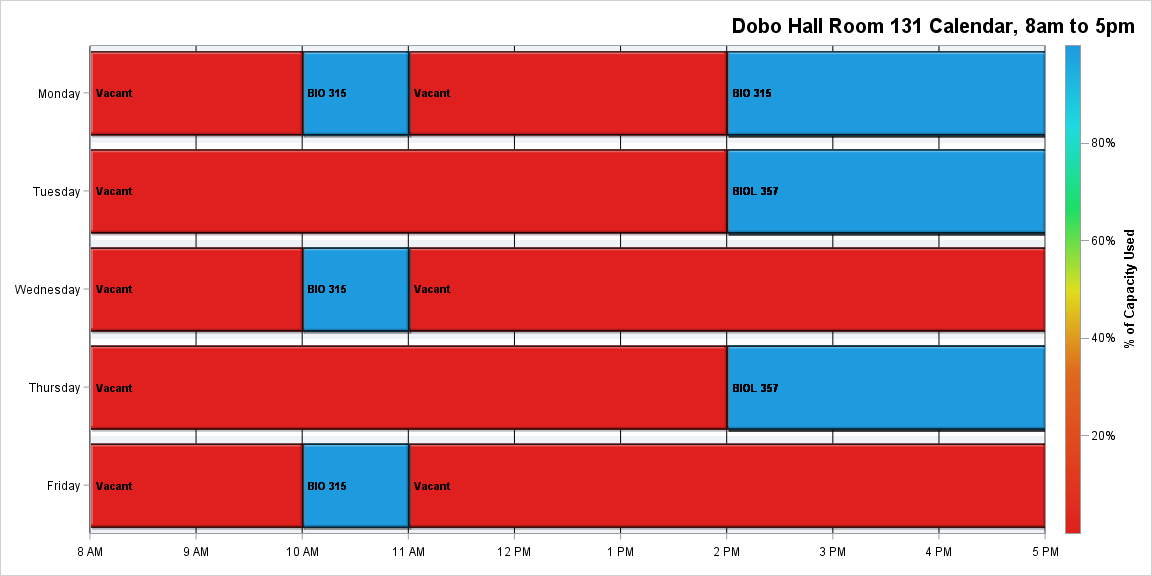 Dobo Hall Room 131 Calendar, 8am to 5pm
Monday
Vacant
BIO 315
Vacant
BIO 315
Tuesday
Vacant
BIOL 357
Wednesday
Vacant
BIO 315
Vacant
Thursday
Vacant
BIOL 357
Friday
Vacant
BIO 315
Vacant
8 AM
9 AM
10 AM
11 AM
12 PM
1 PM
2 PM
3 PM
4 PM
5 PM
80%
60%
40%
20%
% of Capacity Used